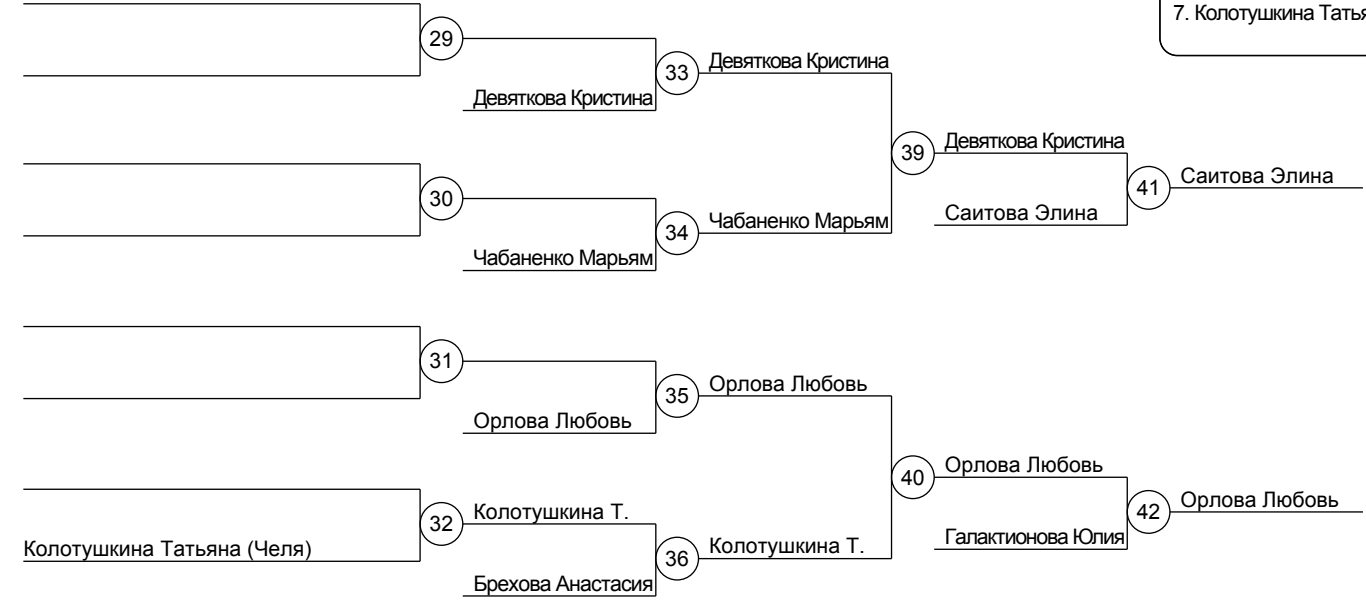 7. Колотушкина Татья
29
33
Девяткова Кристина
Девяткова Кристина
39
Девяткова Кристина
41
Саитова Элина
30
Саитова Элина
34
Чабаненко Марьям
Чабаненко Марьям
31
35
Орлова Любовь
Орлова Любовь
40
Орлова Любовь
42
Орлова Любовь
32
Колотушкина Т.
Галактионова Юлия
Колотушкина Татьяна (Челя)
36
Колотушкина Т.
Брехова Анастасия